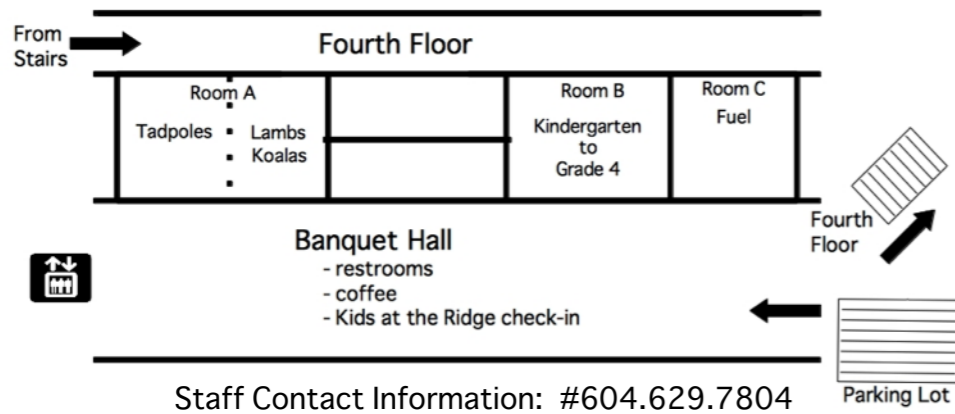 From
Stairs
Fourth Floor
Room A
Tadpoles
Lambs
Koalas
Room B
Kindergarten
to
Grade 4
Room C
Fuel
Fourth
Floor
Banquet Hall
- restrooms
- coffee
- Kids at the Ridge check-in
Parking Lot
Staff Contact Information: #604.629.7804